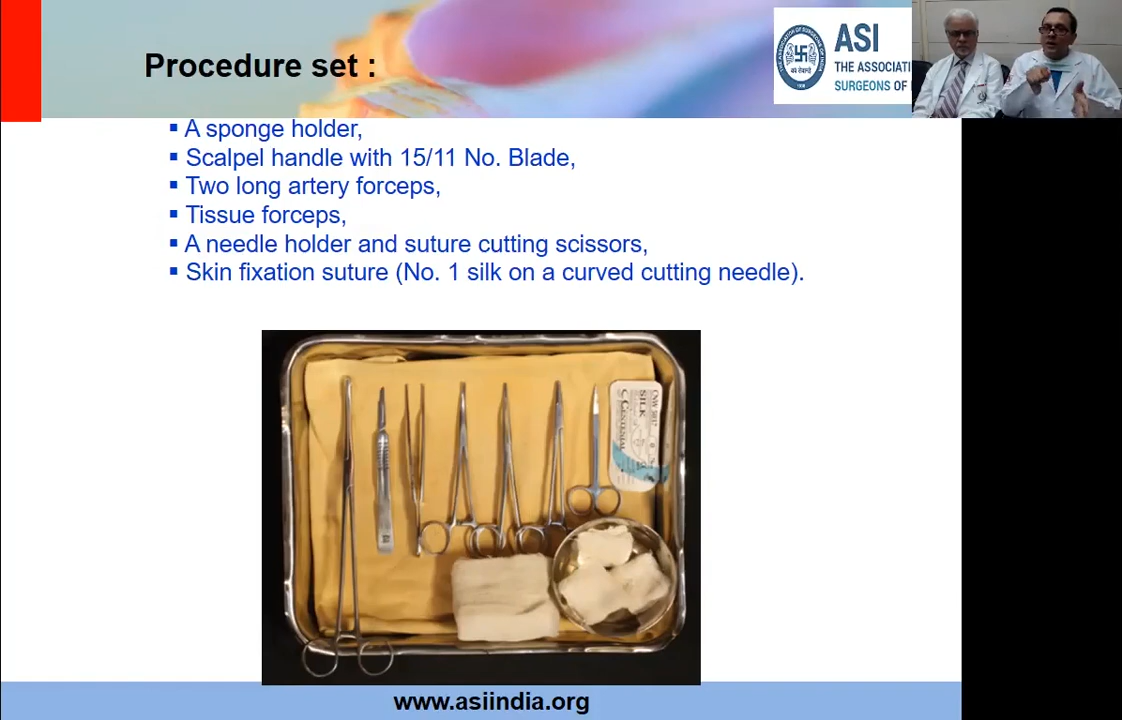 Procedure set :
ASI
THE ASSOCIATI
SURGEONS OF
▪ A sponge holder,
▪ Scalpel handle with 15/11 No. Blade,
▪ Two long artery forceps,
▪ Tissue forceps,
▪ A needle holder and suture cutting scissors,
▪ Skin fixation suture (No. 1 silk on a curved cutting needle).
SILK
CENTENIAL
www.asiindia.org